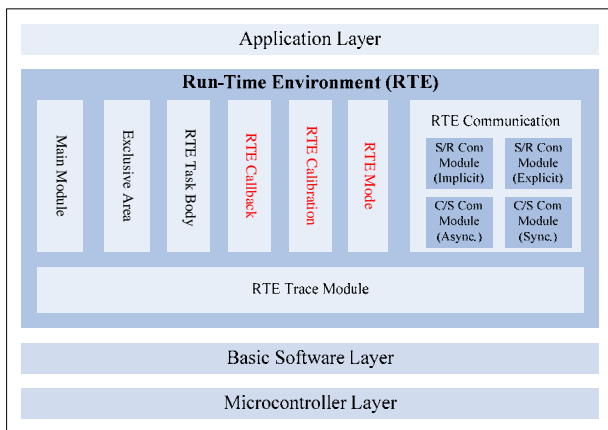 Application Layer
Run-Time Environment (RTE)
Main Module
Exclusive Area
RTE Task Body
RTE Callback
RTE Calibration
RTE Mode
RTE Communication
S/R Com
Module
(Implicit)
S/R Com
Module
(Explicit)
C/S Com
Module
(Async.)
C/S Com
Module
(Sync.)
RTE Trace Module
Basic Software Layer
Microcontroller Layer